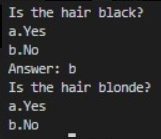 Is the hair black?
a.Yes
b.No
Answer: b
Is the hair blonde?
a.Yes
b.No